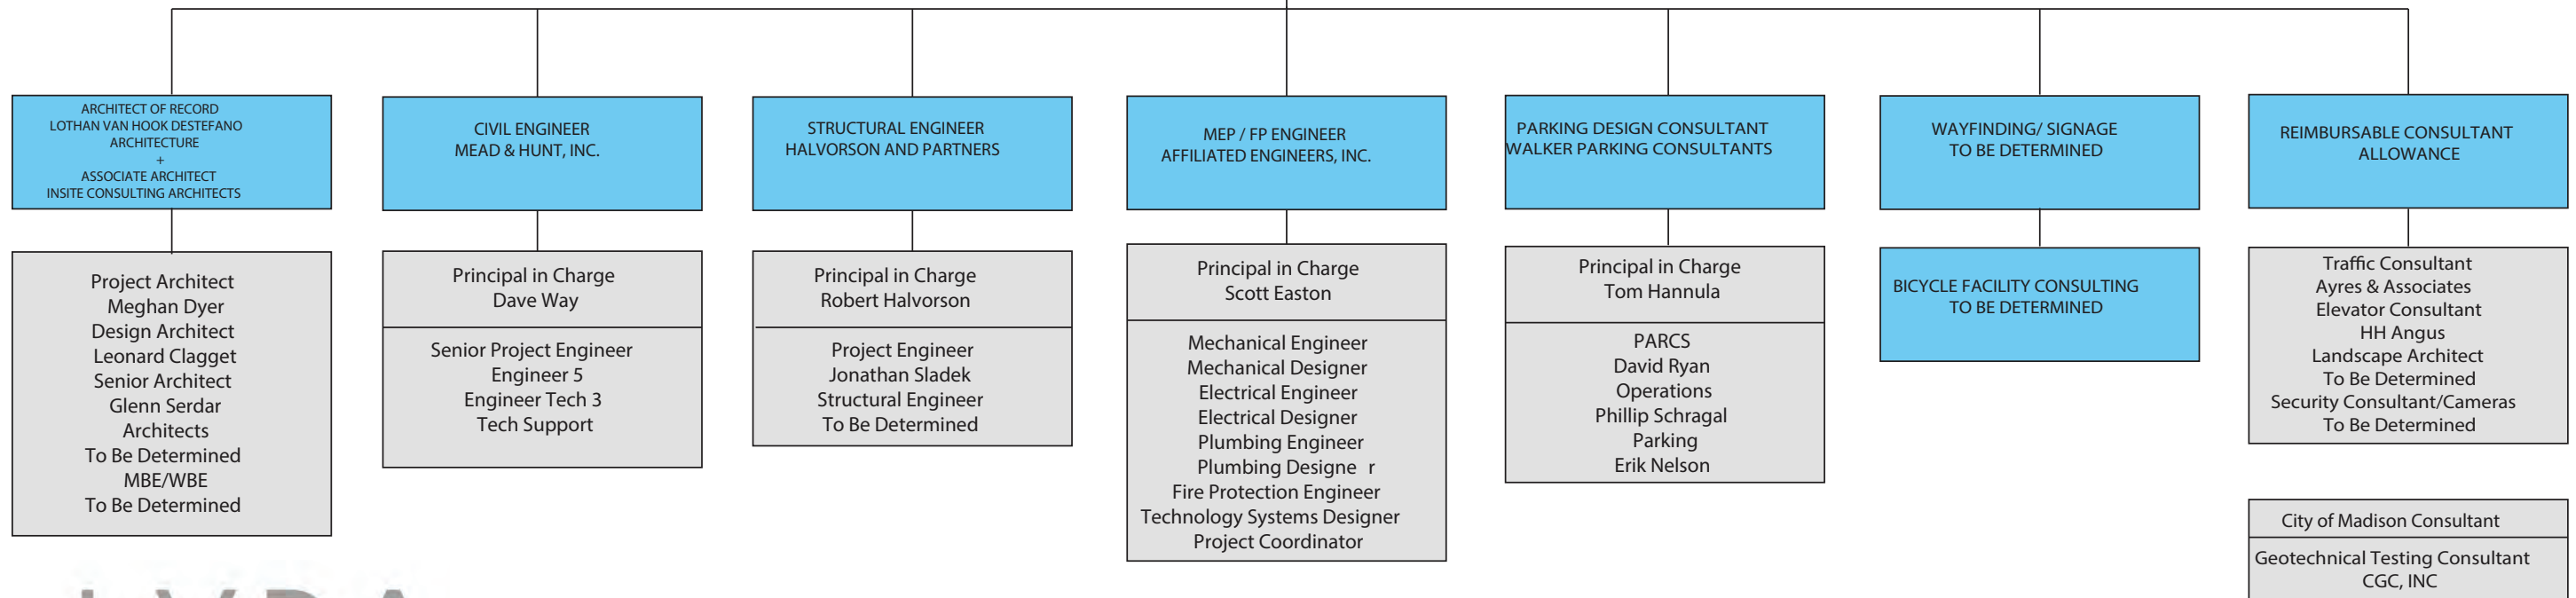 ARCHITECT OF RECORD
LOTHAN VAN HOOK DESTEFANO
ARCHITECTURE
+
ASSOCIATE ARCHITECT
INSITE CONSULTING ARCHITECTS
Project Architect
Meghan Dyer
Design Architect
Leonard Clagget
Senior Architect
Glenn Serdar
Architects
To Be Determined
MBE/WBE
To Be Determined
CIVIL ENGINEER
MEAD & HUNT, INC.
Principal in Charge
Dave Way
Senior Project Engineer
Engineer 5
Engineer Tech 3
Tech Support
STRUCTURAL ENGINEER
HALVORSON AND PARTNERS
Principal in Charge
Robert Halvorson
Project Engineer
Jonathan Sladek
Structural Engineer
To Be Determined
MEP / FP ENGINEER
AFFILIATED ENGINEERS, INC.
Principal in Charge
Scott Easton
Mechanical Engineer
Mechanical Designer
Electrical Engineer
Electrical Designer
Plumbing Engineer
Plumbing Designe r
Fire Protection Engineer
Technology Systems Designer
Project Coordinator
PARKING DESIGN CONSULTANT
WALKER PARKING CONSULTANTS
Principal in Charge
Tom Hannula
PARCS
David Ryan
Operations
Phillip Schragal
Parking
Erik Nelson
WAYFINDING/ SIGNAGE
TO BE DETERMINED
BICYCLE FACILITY CONSULTING
TO BE DETERMINED
REIMBURSABLE CONSULTANT
ALLOWANCE
Traffic Consultant
Ayres & Associates
Elevator Consultant
HH Angus
Landscape Architect
To Be Determined
Security Consultant/Cameras
To Be Determined
City of Madison Consultant
Geotechnical Testing Consultant
CGC, INC